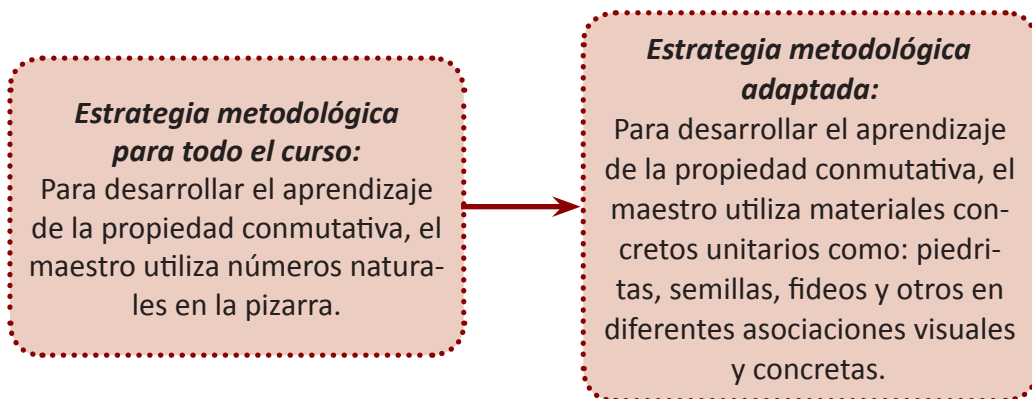 Estrategia metodológica
para todo el curso:
Para desarrollar el aprendizaje
de la propiedad conmutativa, el
maestro utiliza números natura-
les en la pizarra.
Estrategia metodológica
adaptada:
Para desarrollar el aprendizaje
de la propiedad conmutativa, el
maestro utiliza materiales con-
cretos unitarios como: piedri-
tas, semillas, fideos y otros en
diferentes asociaciones visuales
y concretas.